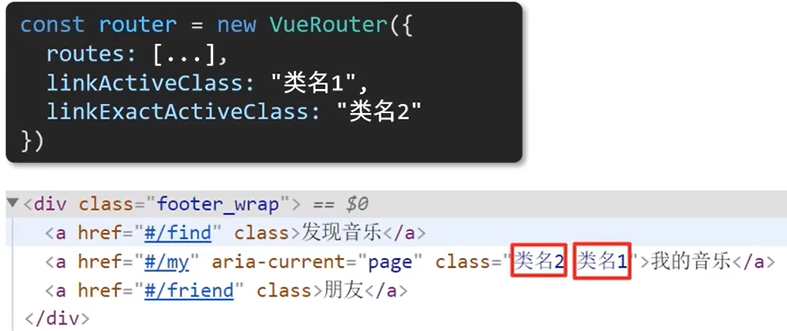 const router = new VueRouter({
  routes: [...],
  linkActiveClass: "类名1",
  linkExactActiveClass: "类名2"
})
▼<div class="footer_wrap"> == $0
<a href="#/find" class>发现音乐</a>
<a href="#/my" aria-current="page" class="类名2 类名1">我的音乐</a>
<a href="#/friend" class>朋友</a>
</div>